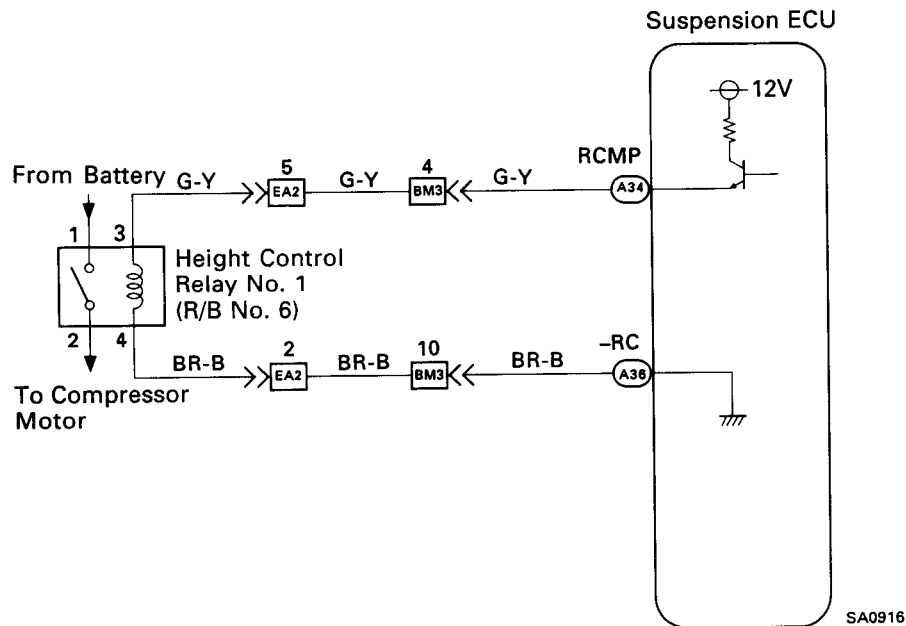 Suspension ECU
12V
RCMP
From Battery
G-Y
5
EA2
G-Y
4
BM3
G-Y
A34
1
3
Height Control
Relay No. 1
(R/B No. 6)
2
4
BR-B
2
EA2
BR-B
10
BM3
BR-B
–RC
A36
To Compressor
Motor
SA0916